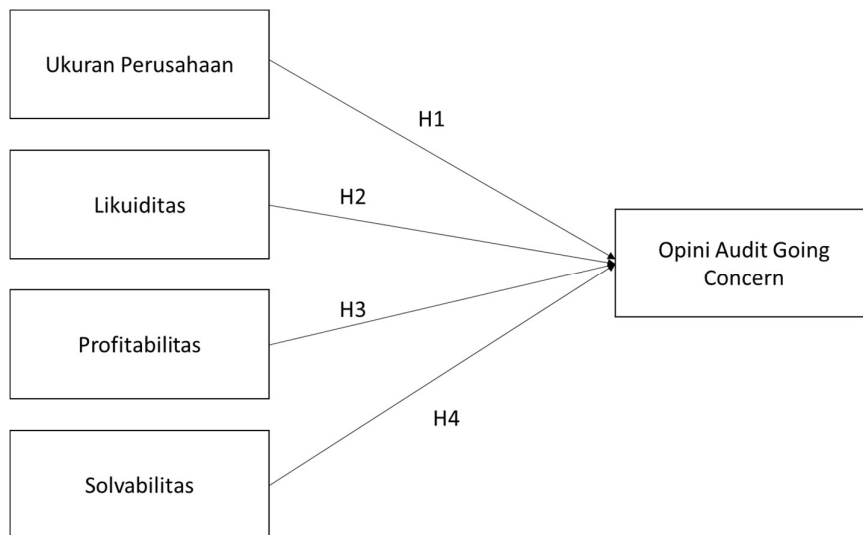 Ukuran Perusahaan
H1
Likuiditas
H2
Opini Audit Going
Concern
Profitabilitas
H3
Solvabilitas
H4